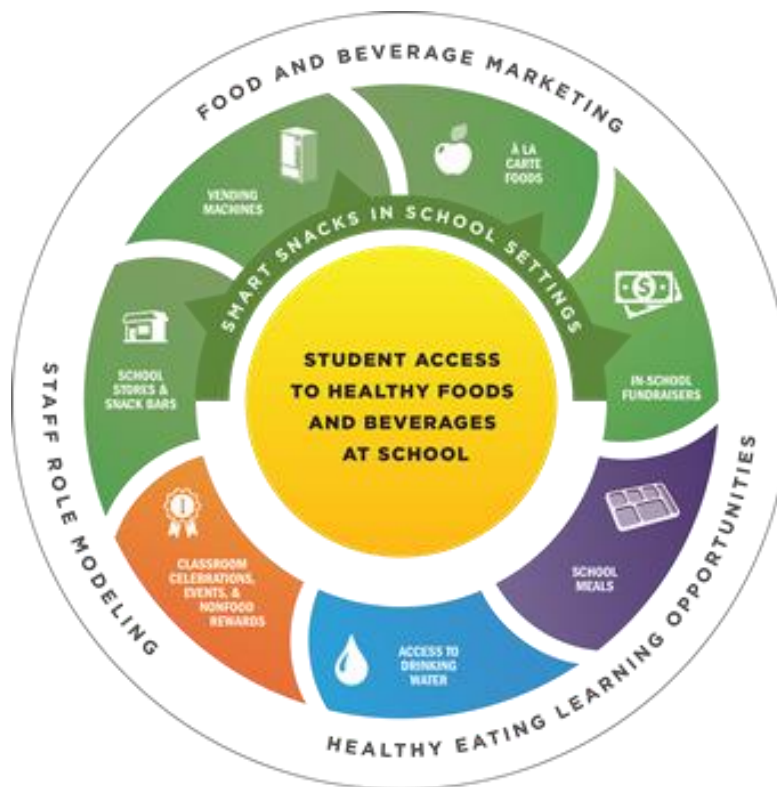 FOOD AND BEVERAGE MARKETING
VENDING
MACHINES
À LA
CARTE
FOODS
SMART SNACKS IN SCHOOL SETTINGS
SCHOOL
STORES &
SNACK BARS
IN-SCHOOL
FUNDRAISERS
STUDENT ACCESS
TO HEALTHY FOODS
AND BEVERAGES
AT SCHOOL
STAFF ROLE MODELING
1
CLASSROOM
CELEBRATIONS,
EVENTS, &
NONFOOD
REWARDS
$
SCHOOL
MEALS
ACCESS TO
DRINKING
WATER
HEALTHY EATING LEARNING OPPORTUNITIES